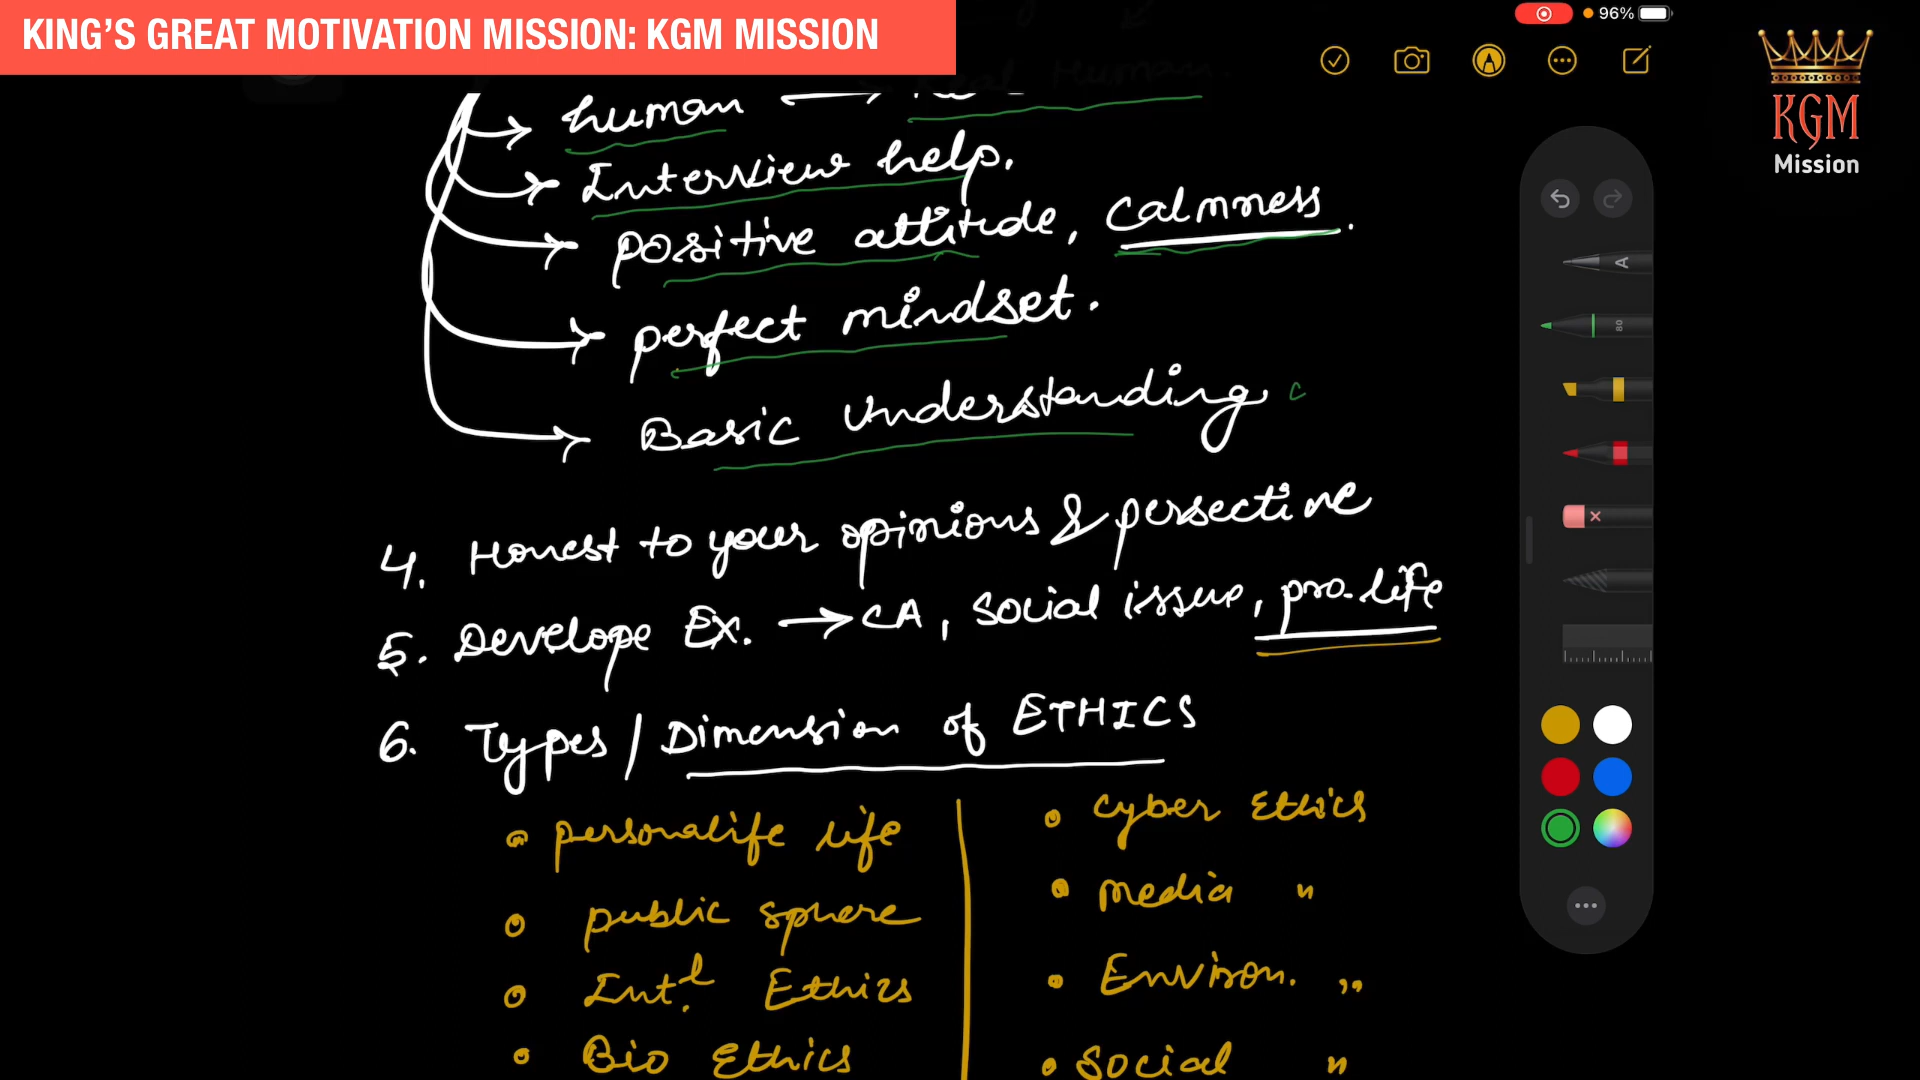 KING'S GREAT MOTIVATION MISSION: KGM MISSION
96%
KGM
Mission
human →
Interview help.
positive attitude, calmness.
perfect mindset.
Basic understanding
4. Honest to your opinions & persective
5. Develope Ex. → CA, social issue, pro. life
6. Types / Dimension of ETHICS
• personalife life
• public sphere
• Int.l Ethics
• Bio Ethics
• cyber Ethics
• media "
• Environ. "
• social "
A
80